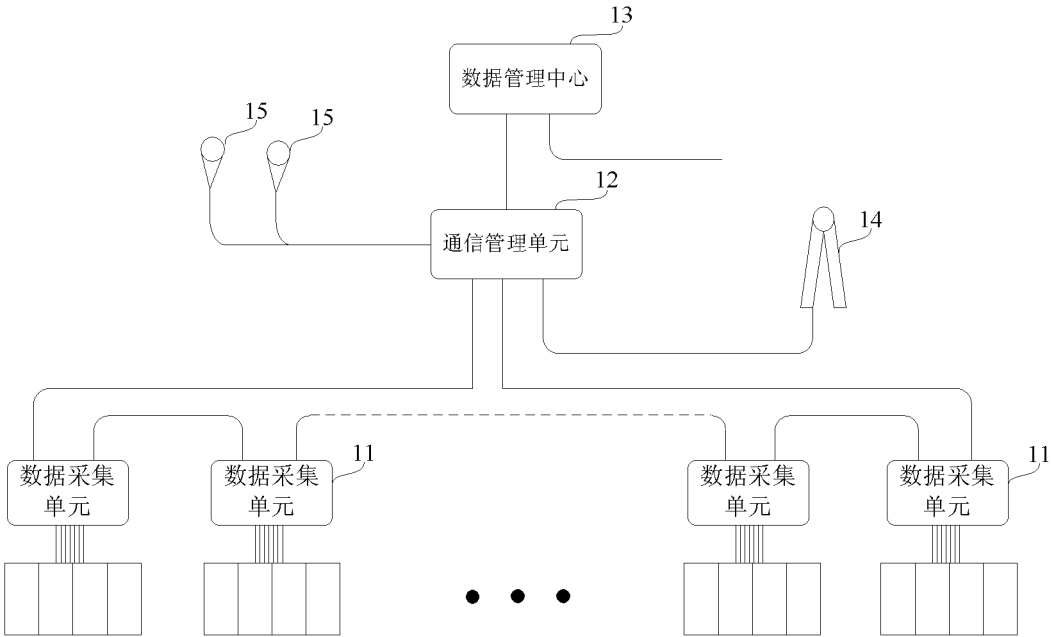 13
数据管理中心
15
15
12
通信管理单元
14
11
11
数据采集
单元
数据采集
单元
数据采集
单元
数据采集
单元